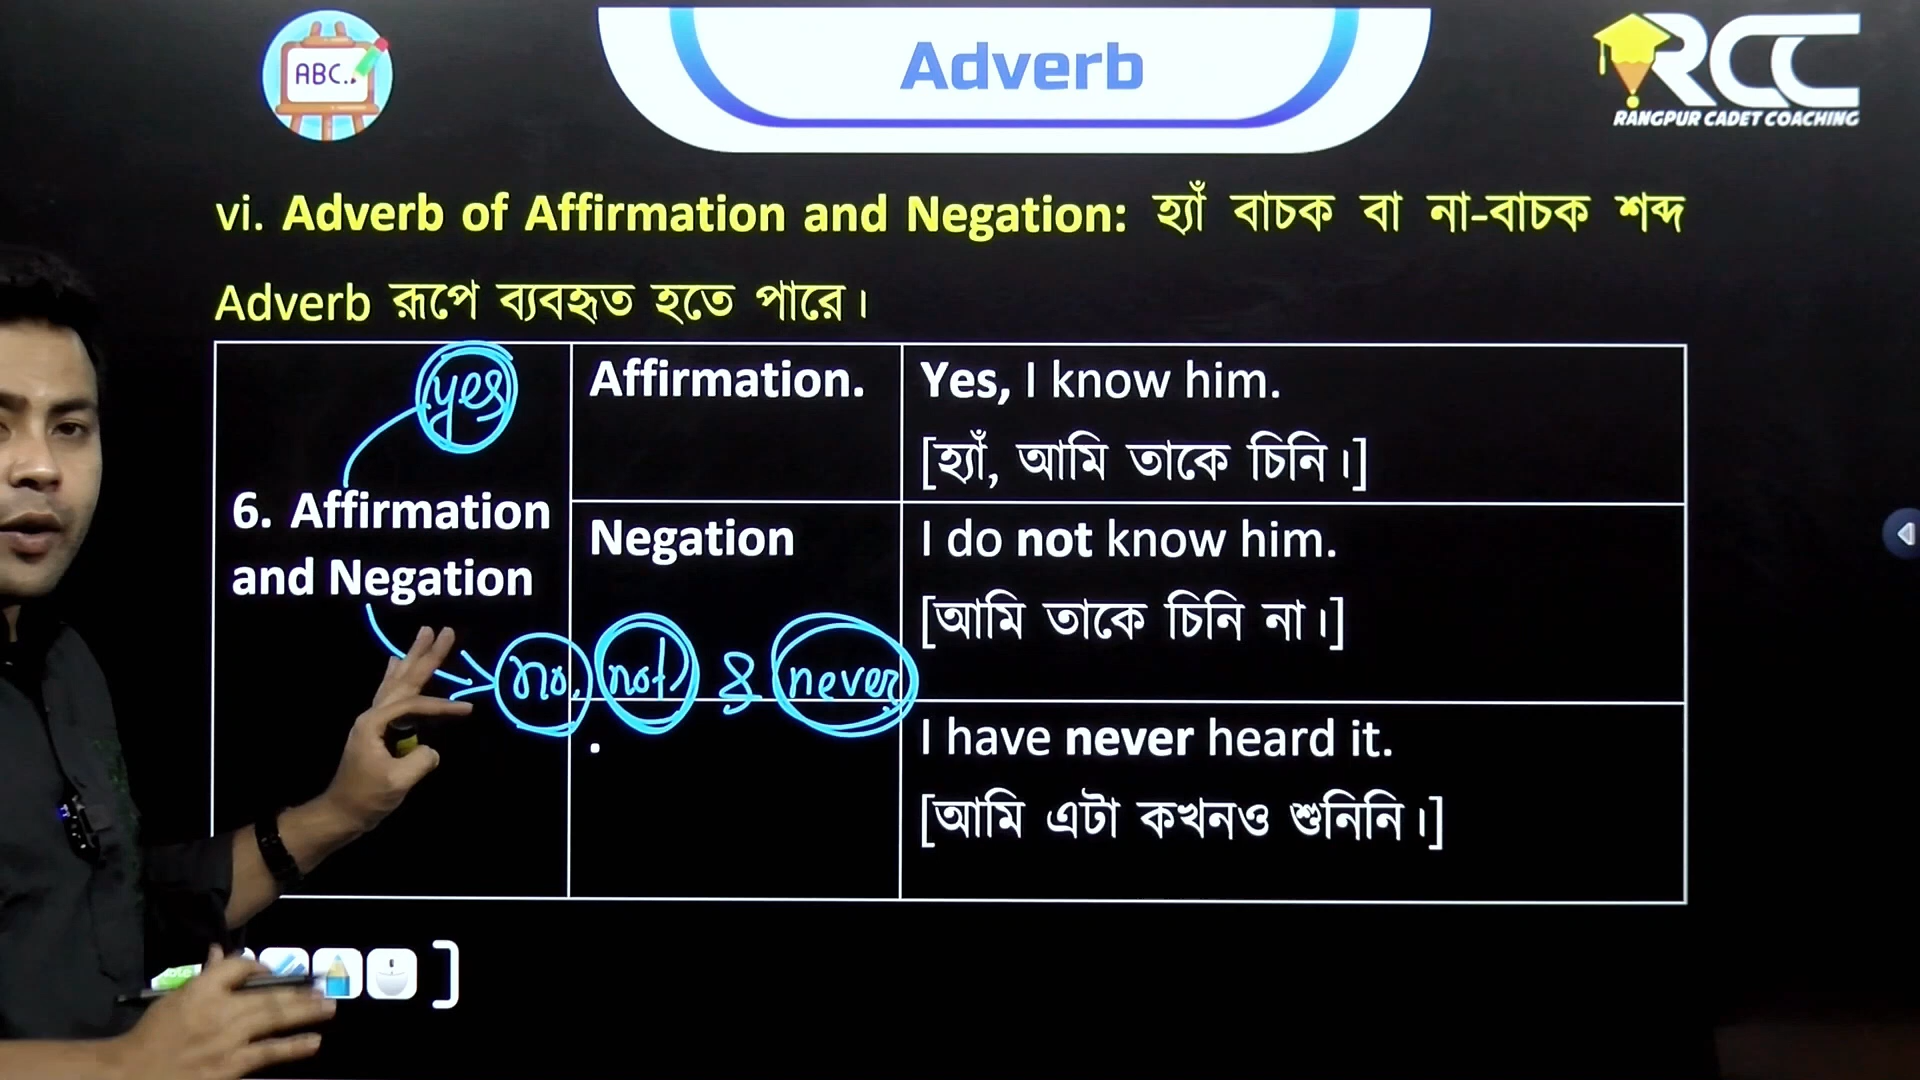 ABC..
Adverb
RCC
RANGPUR CADET COACHING
vi. Adverb of Affirmation and Negation: হ্যাঁ বাচক বা না-বাচক শব্দ
Adverb রূপে ব্যবহৃত হতে পারে।
yes
6. Affirmation
and Negation
Affirmation.
Yes, I know him.
[হ্যাঁ, আমি তাকে চিনি।]
Negation
I do not know him.
[আমি তাকে চিনি না।]
no, not & never
.
I have never heard it.
[আমি এটা কখনও শুনিনি।]
]